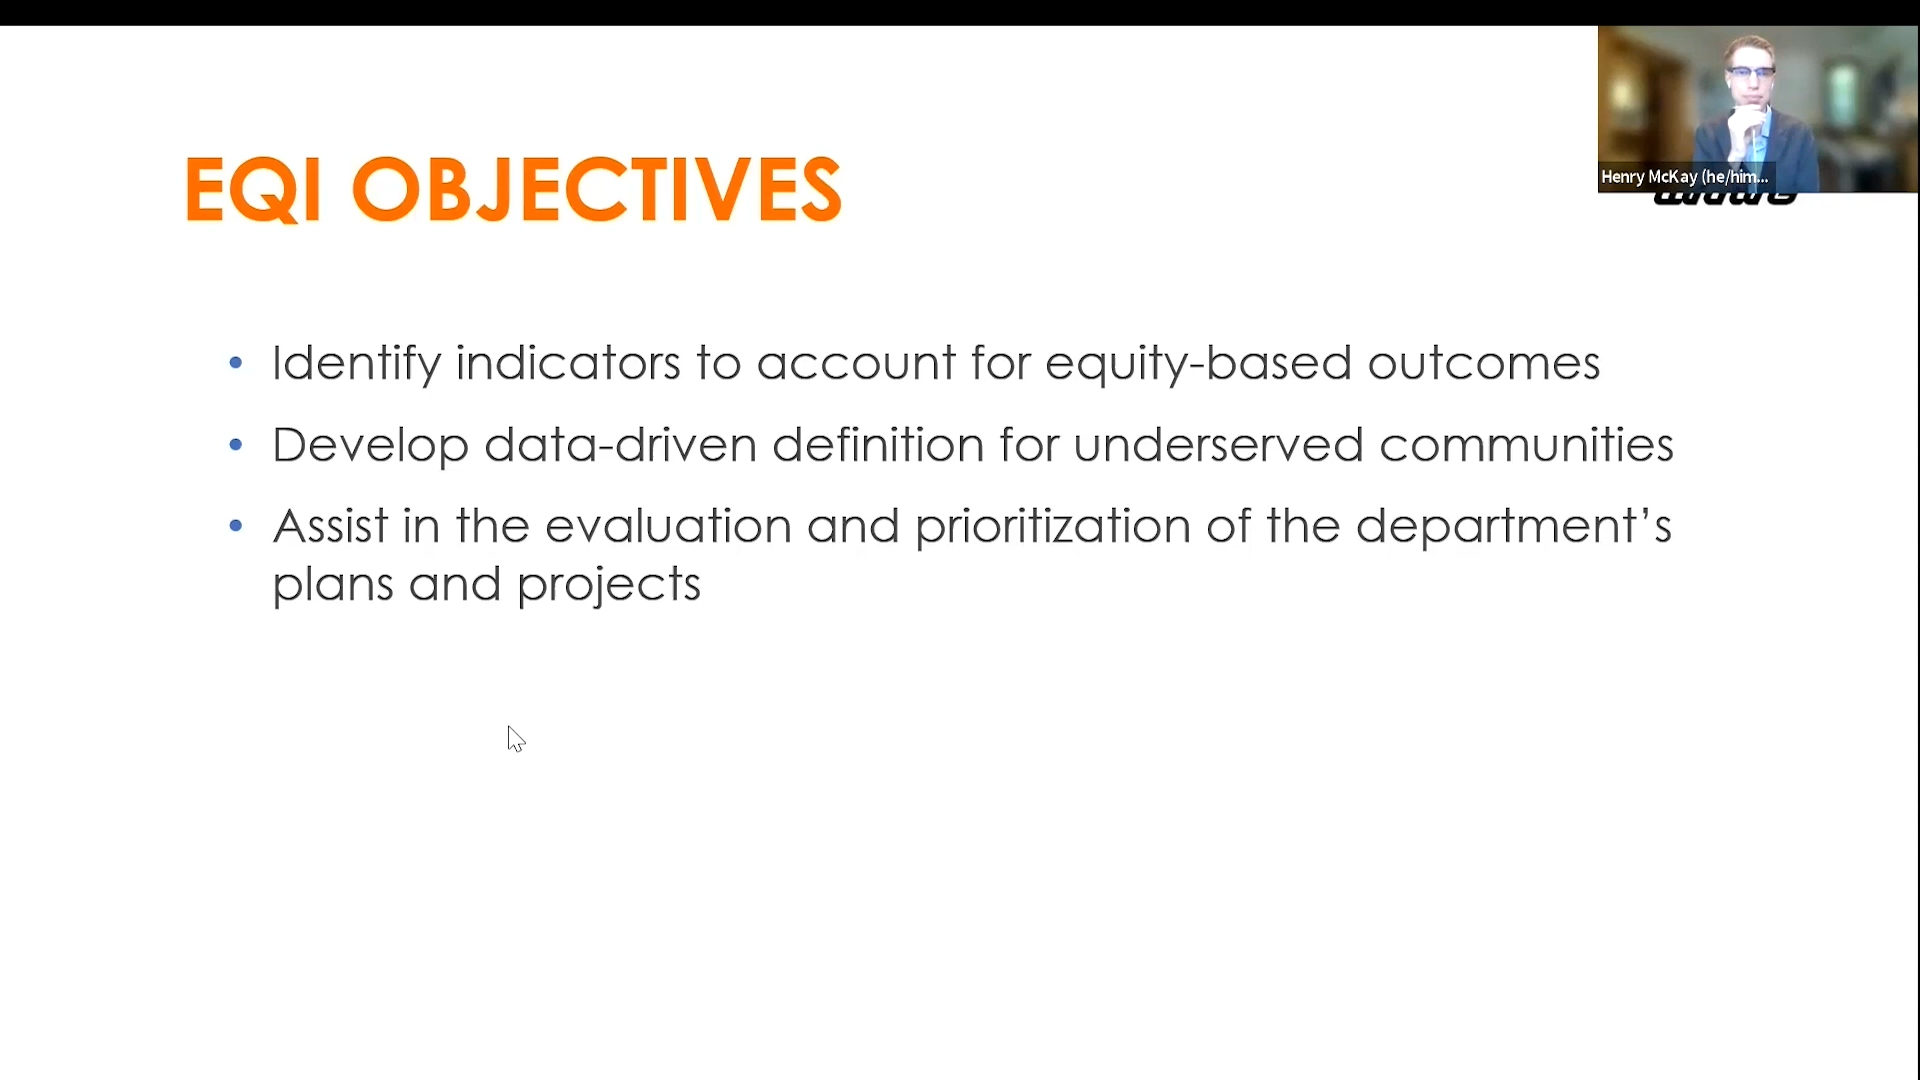 EQI OBJECTIVES
Henry McKay (he/him...
• Identify indicators to account for equity-based outcomes
• Develop data-driven definition for underserved communities
• Assist in the evaluation and prioritization of the department’s
plans and projects